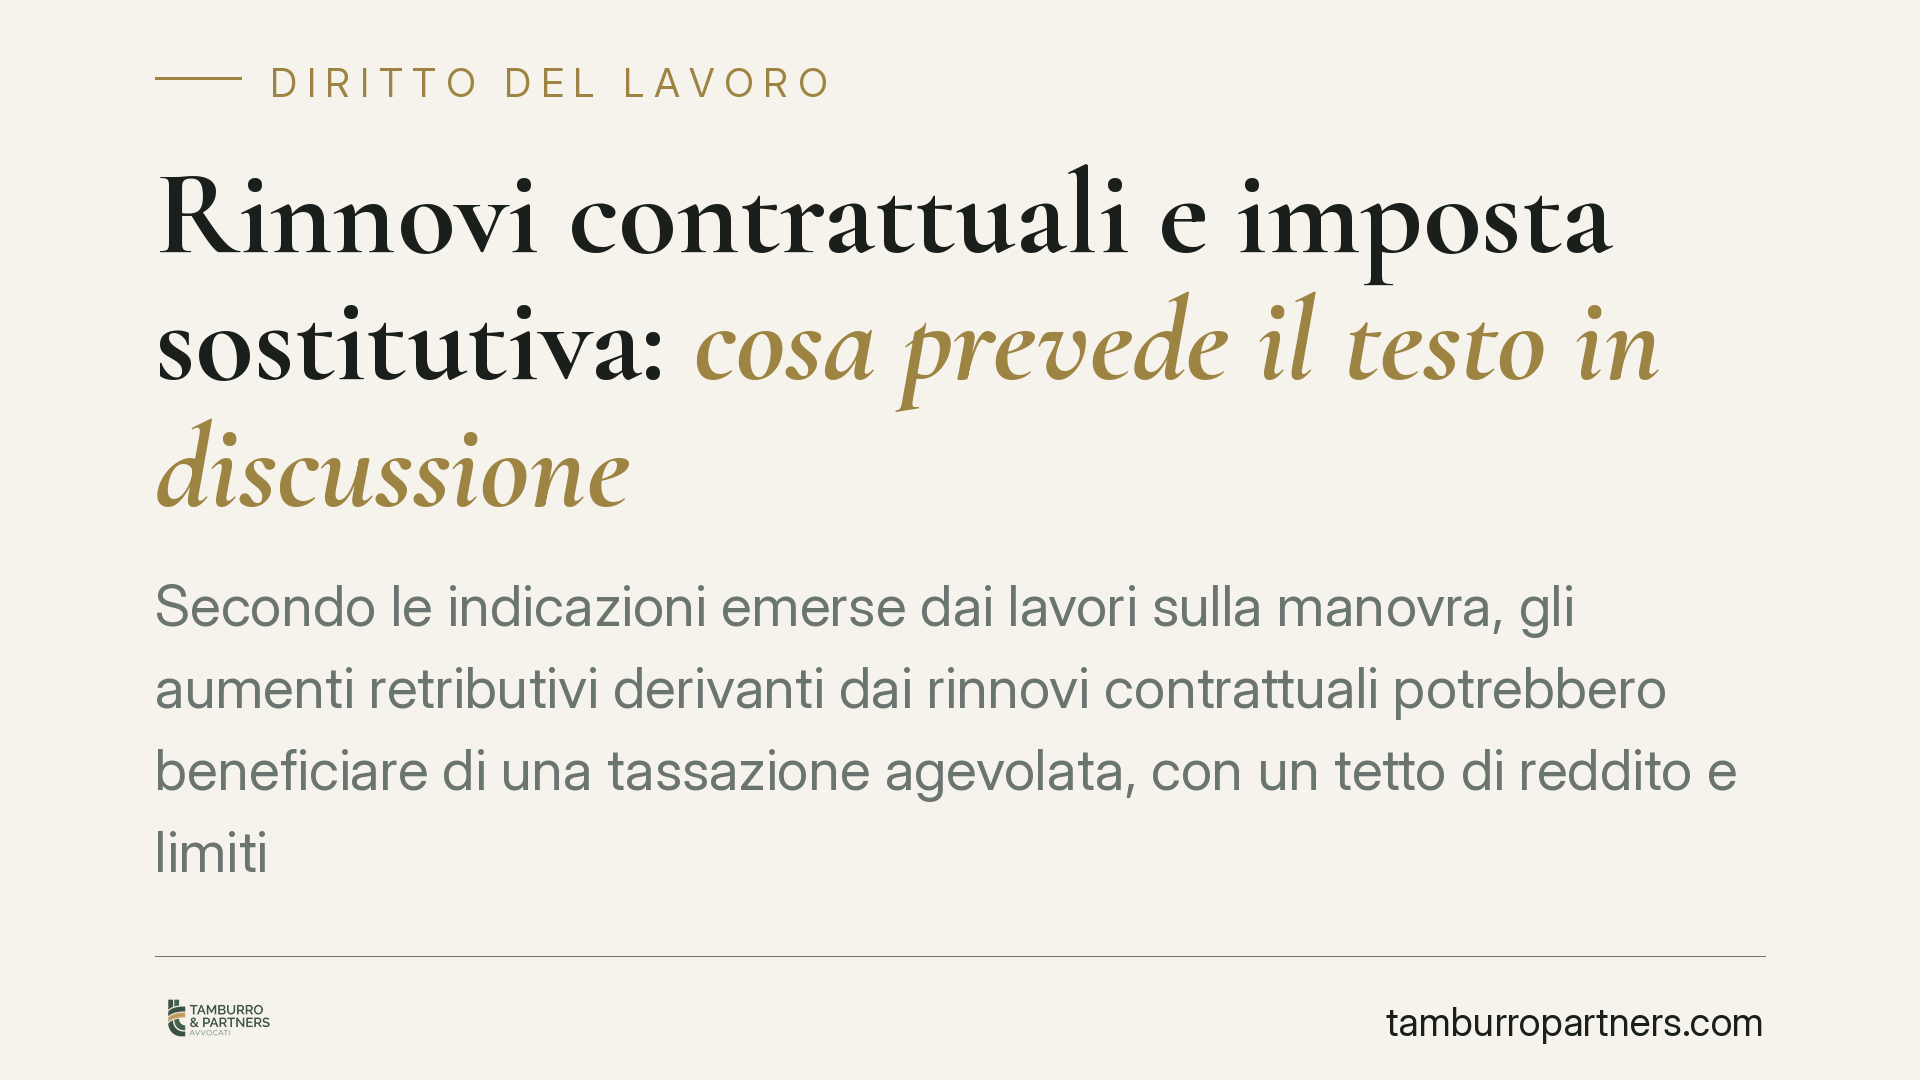 DIRITTO DEL LAVORO
Rinnovi contrattuali e imposta
sostitutiva: cosa prevede il testo in
discussione
Secondo le indicazioni emerse dai lavori sulla manovra, gli
aumenti retributivi derivanti dai rinnovi contrattuali potrebbero
beneficiare di una tassazione agevolata, con un tetto di reddito e
limiti
TAMBURRO
& PARTNERS
AVVOCATI
tamburropartners.com